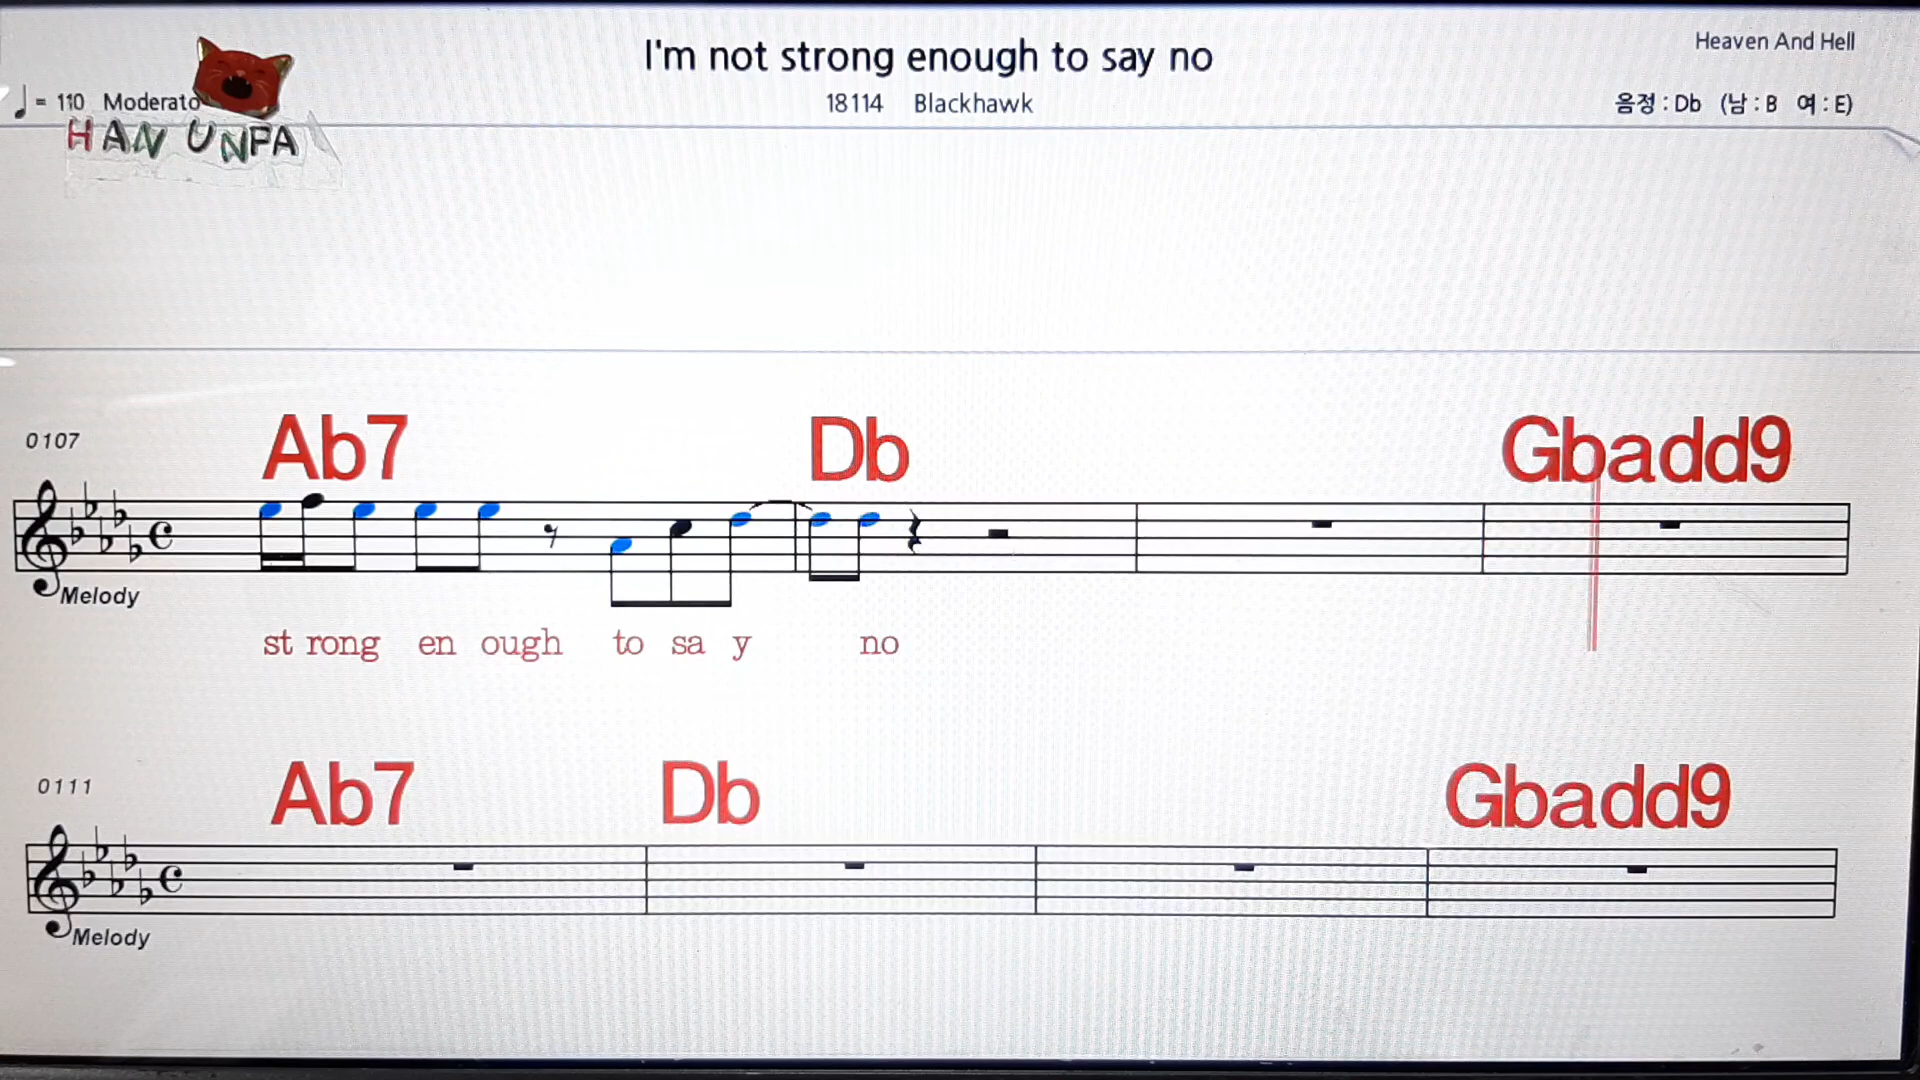 I'm not strong enough to say no
Heaven And Hell
♩= 110 Moderato
18114 Blackhawk
음정 : Db (남 : B 여 : E)
HAN UNPA
0107
Ab7 Db Gbadd9
Melody
st rong en ough to sa y no
0111
Ab7 Db Gbadd9
Melody